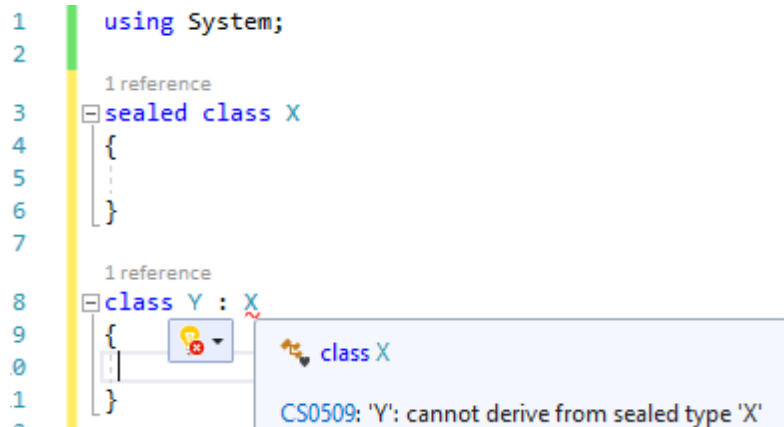 1 using System;
2
1 reference
3 sealed class X
4 {
5
6 }
7
1 reference
8 class Y : X
9 {
class X
0
1 }
CS0509: 'Y': cannot derive from sealed type 'X'